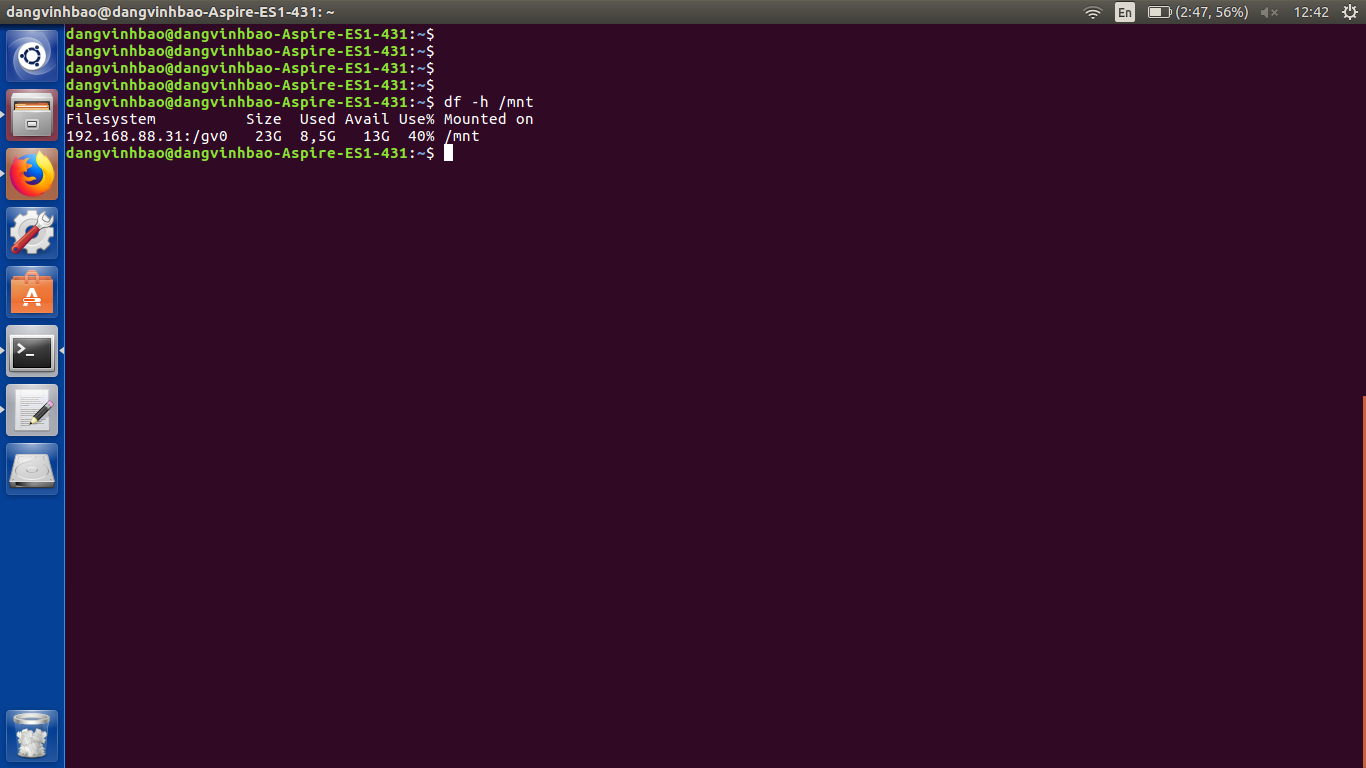 dangvinhbao@dangvinhbao-Aspire-ES1-431: ~ En (2:47, 56%) 12:42
dangvinhbao@dangvinhbao-Aspire-ES1-431:~$
dangvinhbao@dangvinhbao-Aspire-ES1-431:~$
dangvinhbao@dangvinhbao-Aspire-ES1-431:~$
dangvinhbao@dangvinhbao-Aspire-ES1-431:~$
dangvinhbao@dangvinhbao-Aspire-ES1-431:~$ df -h /mnt
Filesystem Size Used Avail Use% Mounted on
192.168.88.31:/gv0 23G 8,5G 13G 40% /mnt
dangvinhbao@dangvinhbao-Aspire-ES1-431:~$